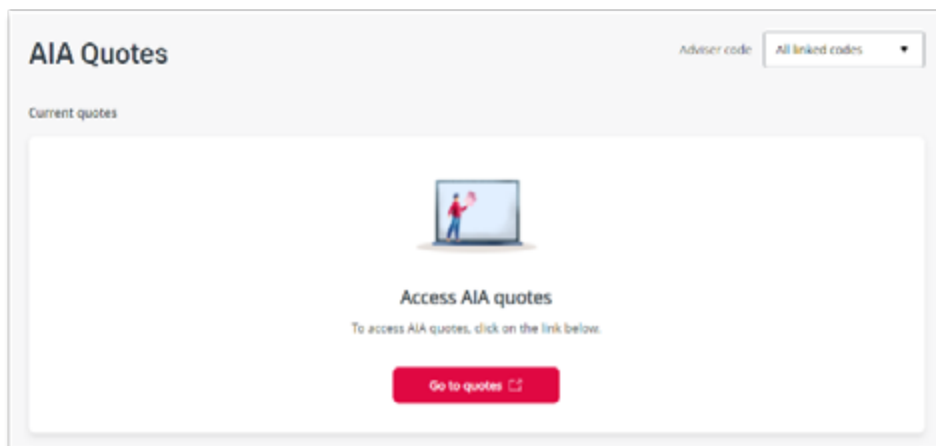 AIA Quotes
Adviser code
All linked codes
Current quotes
Access AIA quotes
To access AIA quotes, click on the link below.
Go to quotes